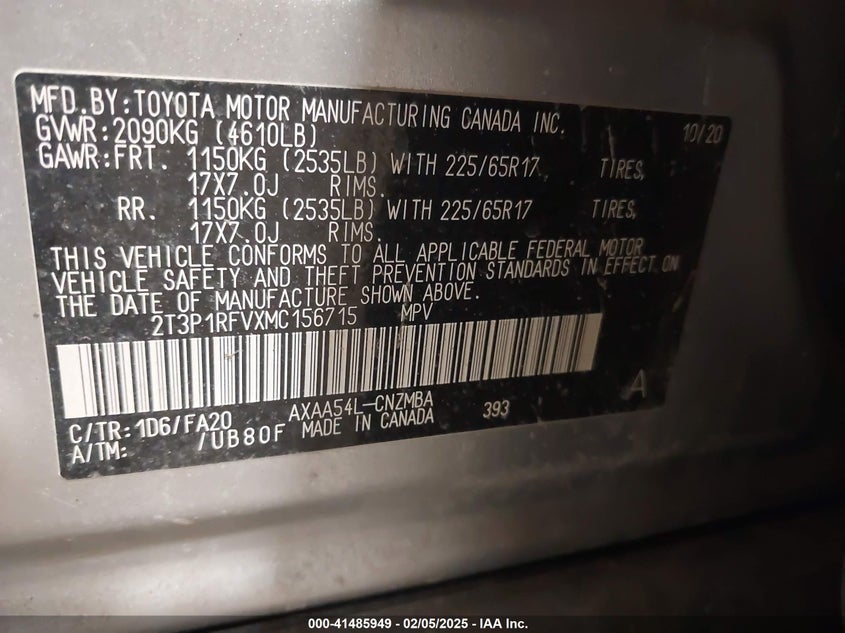 MFD.BY:TOYOTA MOTOR MANUFACTURING CANADA INC. 10/20
GVWR:2090KG (4610LB)
GAWR:FRT. 1150KG (2535LB) WITH 225/65R17 TIRES,
17X7.0J RIMS.
RR. 1150KG (2535LB) WITH 225/65R17 TIRES,
17X7.0J RIMS.
THIS VEHICLE CONFORMS TO ALL APPLICABLE FEDERAL MOTOR
VEHICLE SAFETY AND THEFT PREVENTION STANDARDS IN EFFECT ON
THE DATE OF MANUFACTURE SHOWN ABOVE.
2T3P1RFVXMC156715 MPV
A
C/TR:1D6/FA20 AXAA54L-CNZMBA 393
A/TM: /UB80F MADE IN CANADA
000-41485949 - 02/05/2025 - IAA Inc.